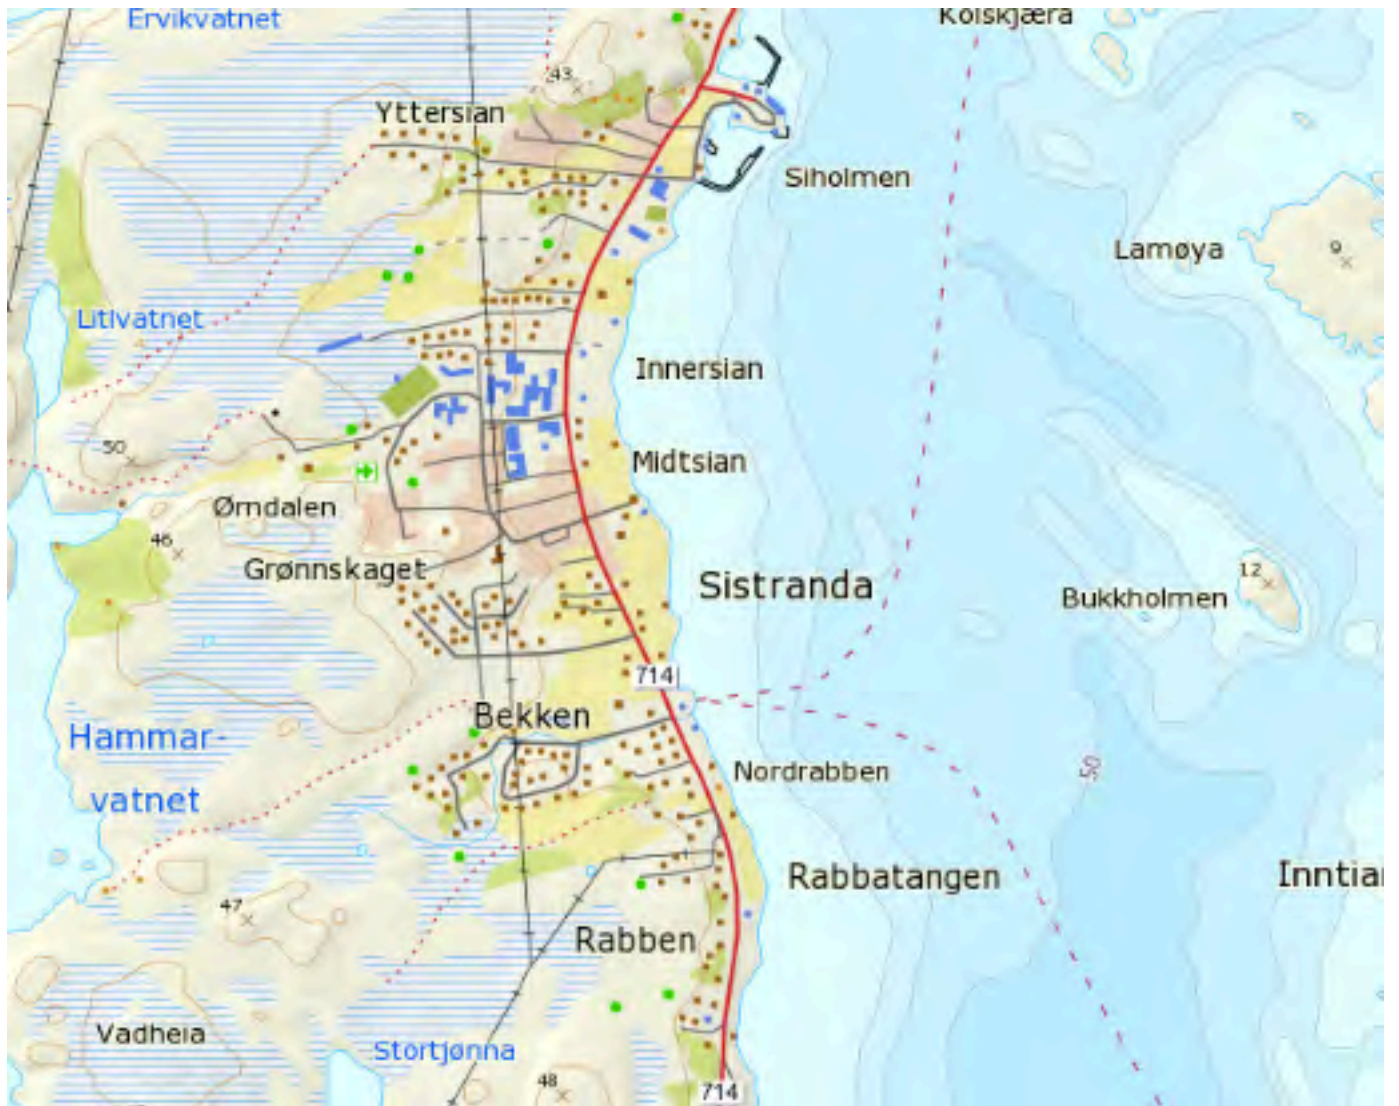 Ervikvatnet
Kolskjæra
43
Yttersian
Siholmen
Lamøya
9
Litlvatnet
Innersian
50
Midtsian
Ørndalen
46
Grønnskaget
Sistranda
12
Bukkholmen
714
Bekken
Hammar-
vatnet
Nordrabben
50
Rabbatangen
Inntian
47
Rabben
Vadheia
Stortjønna
48
714